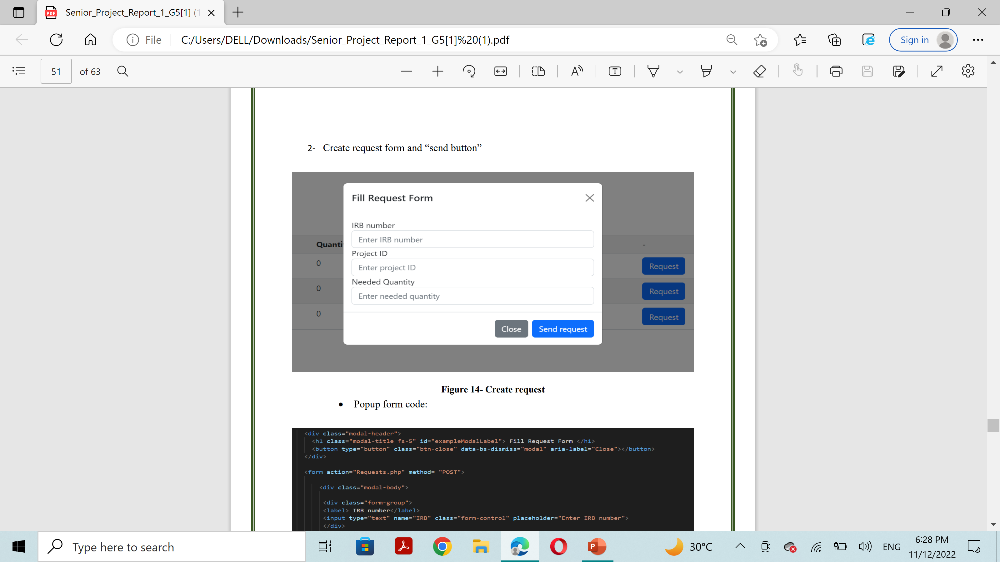 Senior_Project_Report_1_G5[1] (1
File
C:/Users/DELL/Downloads/Senior_Project_Report_1_G5[1]%20(1).pdf
Sign in
51 of 63
2- Create request form and “send button”
Fill Request Form
IRB number
Enter IRB number
Project ID
Enter project ID
Needed Quantity
Enter needed quantity
Close Send request
Quanti -
0 Request
0 Request
0 Request
Figure 14- Create request
• Popup form code:
<div class="modal-header">
<h1 class="modal-title fs-5" id="exampleModalLabel"> Fill Request Form </h1>
<button type="button" class="btn-close" data-bs-dismiss="modal" aria-label="Close"></button>
</div>
<form action="Requests.php" method= "POST">
<div class="modal-body">
<div class="form-group">
<label> IRB number</label>
<input type="text" name="IRB" class="form-control" placeholder="Enter IRB number">
</div>
Type here to search
30°C
ENG
6:28 PM
11/12/2022